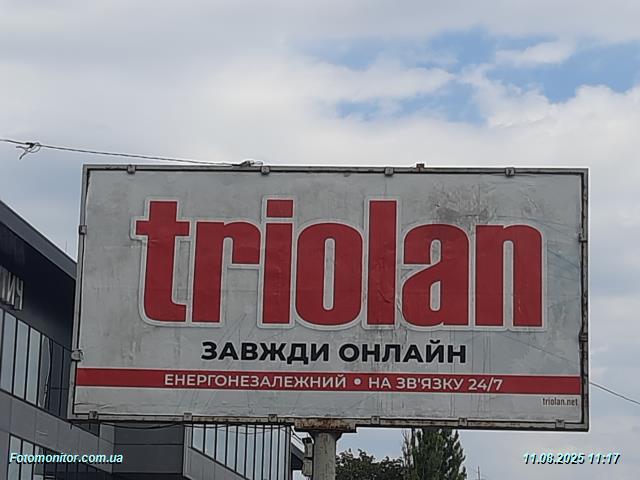 triolan
ЗАВЖДИ ОНЛАЙН
ЕНЕРГОНЕЗАЛЕЖНИЙ • НА ЗВ'ЯЗКУ 24/7
triolan.net
Fotomonitor.com.ua
11.08.2025 11:17